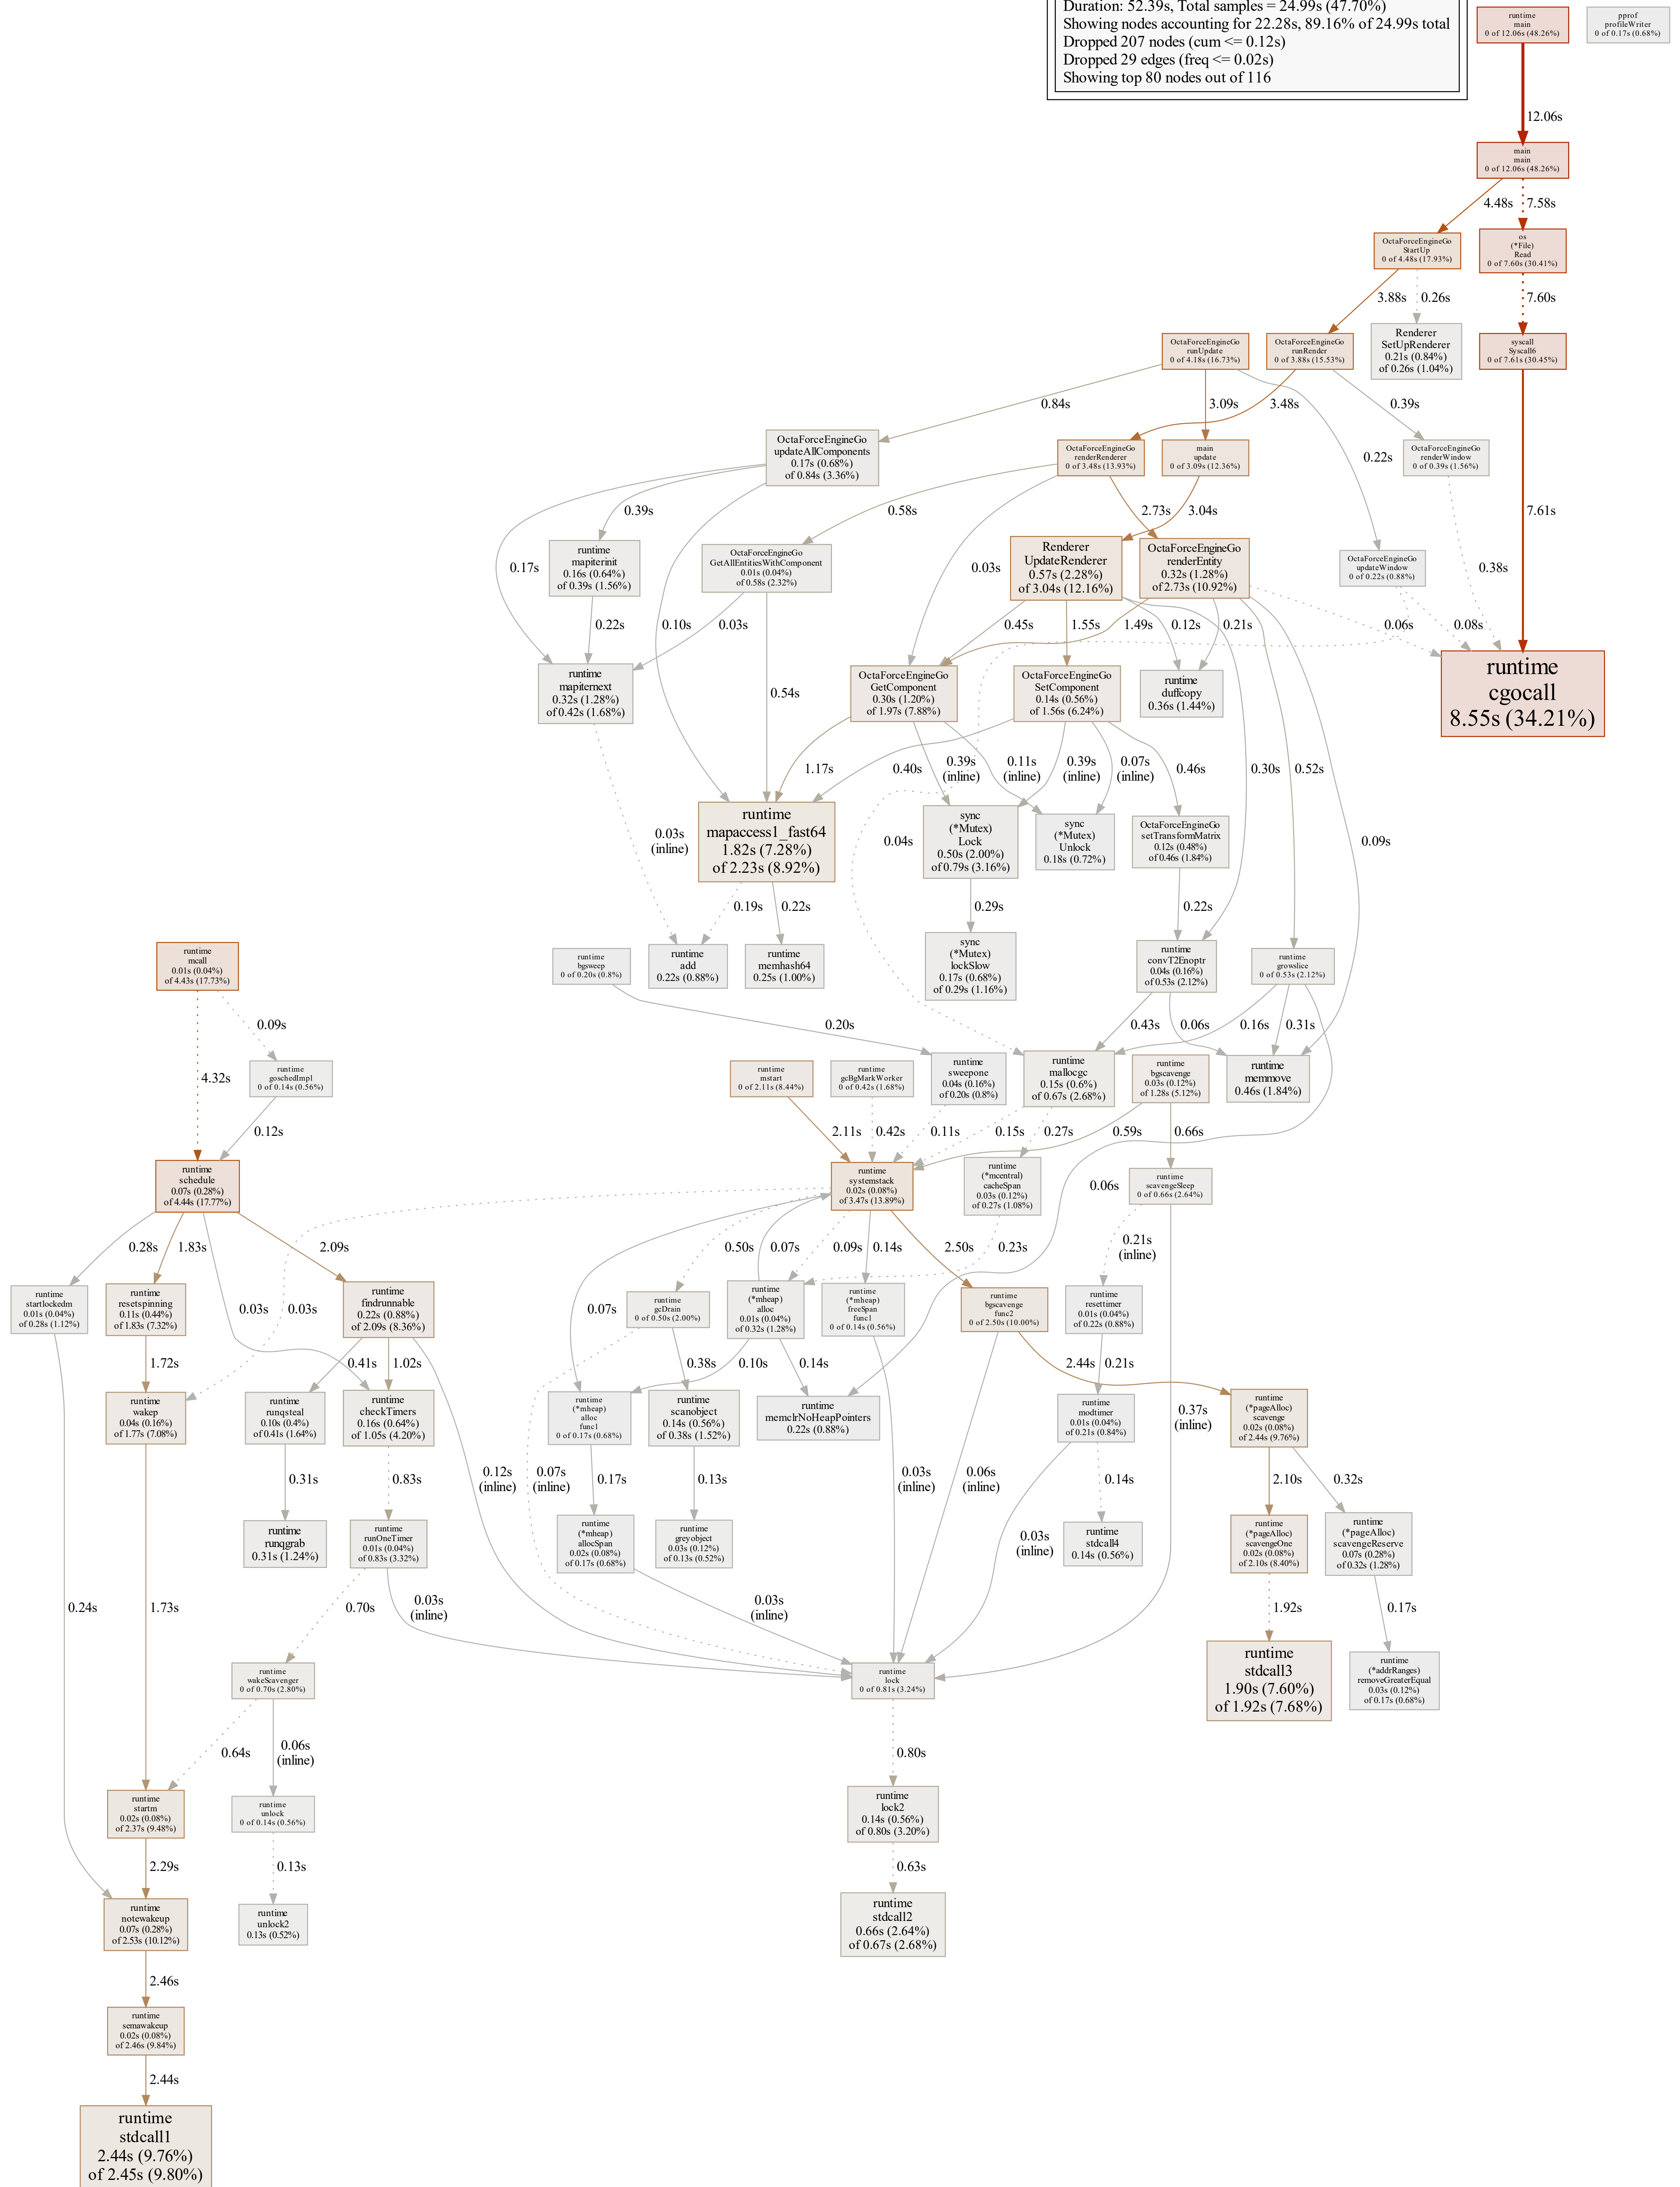 Duration: 52.39s, Total samples = 24.99s (47.70%)
Showing nodes accounting for 22.28s, 89.16% of 24.99s total
Dropped 207 nodes (cum <= 0.12s)
Dropped 29 edges (freq <= 0.02s)
Showing top 80 nodes out of 116
runtime
main
0 of 12.06s (48.26%)
pprof
profileWriter
0 of 0.17s (0.68%)
12.06s
main
main
0 of 12.06s (48.26%)
4.48s
7.58s
OctaForceEngineGo
StartUp
0 of 4.48s (17.93%)
os
(*File)
Read
0 of 7.60s (30.41%)
3.88s
0.26s
7.60s
OctaForceEngineGo
runUpdate
0 of 4.18s (16.73%)
OctaForceEngineGo
runRender
0 of 3.88s (15.53%)
Renderer
SetUpRenderer
0.21s (0.84%)
of 0.26s (1.04%)
syscall
Syscall6
0 of 7.61s (30.45%)
0.84s
3.09s
3.48s
0.39s
OctaForceEngineGo
updateAllComponents
0.17s (0.68%)
of 0.84s (3.36%)
OctaForceEngineGo
renderRenderer
0 of 3.48s (13.93%)
main
update
0 of 3.09s (12.36%)
0.22s
OctaForceEngineGo
renderWindow
0 of 0.39s (1.56%)
0.39s
0.58s
2.73s
3.04s
7.61s
0.17s
runtime
mapiterinit
0.16s (0.64%)
of 0.39s (1.56%)
OctaForceEngineGo
GetAllEntitiesWithComponent
0.01s (0.04%)
of 0.58s (2.32%)
0.03s
Renderer
UpdateRenderer
0.57s (2.28%)
of 3.04s (12.16%)
OctaForceEngineGo
renderEntity
0.32s (1.28%)
of 2.73s (10.92%)
OctaForceEngineGo
updateWindow
0 of 0.22s (0.88%)
0.38s
0.22s
0.10s
0.03s
0.45s
1.55s
1.49s
0.12s
0.21s
0.06s
0.08s
runtime
mapiternext
0.32s (1.28%)
of 0.42s (1.68%)
0.54s
OctaForceEngineGo
GetComponent
0.30s (1.20%)
of 1.97s (7.88%)
OctaForceEngineGo
SetComponent
0.14s (0.56%)
of 1.56s (6.24%)
runtime
duffcopy
0.36s (1.44%)
runtime
cgocall
8.55s (34.21%)
1.17s
0.40s
0.39s
(inline)
0.11s
(inline)
0.39s
(inline)
0.07s
(inline)
0.46s
0.30s
0.52s
0.03s
(inline)
runtime
mapaccess1_fast64
1.82s (7.28%)
of 2.23s (8.92%)
0.04s
sync
(*Mutex)
Lock
0.50s (2.00%)
of 0.79s (3.16%)
sync
(*Mutex)
Unlock
0.18s (0.72%)
OctaForceEngineGo
setTransformMatrix
0.12s (0.48%)
of 0.46s (1.84%)
0.09s
0.19s
0.22s
0.29s
0.22s
runtime
mcall
0.01s (0.04%)
of 4.43s (17.73%)
runtime
bgsweep
0 of 0.20s (0.8%)
runtime
add
0.22s (0.88%)
runtime
memhash64
0.25s (1.00%)
sync
(*Mutex)
lockSlow
0.17s (0.68%)
of 0.29s (1.16%)
runtime
convT2Enoptr
0.04s (0.16%)
of 0.53s (2.12%)
runtime
growslice
0 of 0.53s (2.12%)
0.09s
0.20s
0.43s
0.06s
0.16s
0.31s
4.32s
runtime
goschedImpl
0 of 0.14s (0.56%)
runtime
mstart
0 of 2.11s (8.44%)
runtime
gcBgMarkWorker
0 of 0.42s (1.68%)
runtime
sweepone
0.04s (0.16%)
of 0.20s (0.8%)
runtime
mallocgc
0.15s (0.6%)
of 0.67s (2.68%)
runtime
bgscavenge
0.03s (0.12%)
of 1.28s (5.12%)
runtime
memmove
0.46s (1.84%)
0.12s
2.11s
0.42s
0.11s
0.15s
0.27s
0.59s
0.66s
runtime
schedule
0.07s (0.28%)
of 4.44s (17.77%)
runtime
systemstack
0.02s (0.08%)
of 3.47s (13.89%)
runtime
(*mcentral)
cacheSpan
0.03s (0.12%)
of 0.27s (1.08%)
0.06s
runtime
scavengeSleep
0 of 0.66s (2.64%)
0.28s
1.83s
2.09s
0.50s
0.07s
0.09s
0.14s
2.50s
0.23s
0.21s
(inline)
runtime
startlockedm
0.01s (0.04%)
of 0.28s (1.12%)
runtime
resetspinning
0.11s (0.44%)
of 1.83s (7.32%)
0.03s
0.03s
runtime
findrunnable
0.22s (0.88%)
of 2.09s (8.36%)
0.07s
runtime
gcDrain
0 of 0.50s (2.00%)
runtime
(*mheap)
alloc
0.01s (0.04%)
of 0.32s (1.28%)
runtime
(*mheap)
freeSpan
func1
0 of 0.14s (0.56%)
runtime
bgscavenge
func2
0 of 2.50s (10.00%)
runtime
resettimer
0.01s (0.04%)
of 0.22s (0.88%)
1.72s
0.41s
1.02s
0.38s
0.10s
0.14s
2.44s
0.21s
runtime
wakep
0.04s (0.16%)
of 1.77s (7.08%)
runtime
runqsteal
0.10s (0.4%)
of 0.41s (1.64%)
runtime
checkTimers
0.16s (0.64%)
of 1.05s (4.20%)
runtime
(*mheap)
alloc
func1
0 of 0.17s (0.68%)
runtime
scanobject
0.14s (0.56%)
of 0.38s (1.52%)
runtime
memclrNoHeapPointers
0.22s (0.88%)
runtime
modtimer
0.01s (0.04%)
of 0.21s (0.84%)
0.37s
(inline)
runtime
(*pageAlloc)
scavenge
0.02s (0.08%)
of 2.44s (9.76%)
0.31s
0.83s
0.12s
(inline)
0.07s
(inline)
0.17s
0.13s
0.03s
(inline)
0.06s
(inline)
0.14s
2.10s
0.32s
runtime
runqgrab
0.31s (1.24%)
runtime
runOneTimer
0.01s (0.04%)
of 0.83s (3.32%)
runtime
(*mheap)
allocSpan
0.02s (0.08%)
of 0.17s (0.68%)
runtime
greyobject
0.03s (0.12%)
of 0.13s (0.52%)
0.03s
(inline)
runtime
stdcall4
0.14s (0.56%)
runtime
(*pageAlloc)
scavengeOne
0.02s (0.08%)
of 2.10s (8.40%)
runtime
(*pageAlloc)
scavengeReserve
0.07s (0.28%)
of 0.32s (1.28%)
0.24s
1.73s
0.70s
0.03s
(inline)
0.03s
(inline)
1.92s
0.17s
runtime
wakeScavenger
0 of 0.70s (2.80%)
runtime
lock
0 of 0.81s (3.24%)
runtime
stdcall3
1.90s (7.60%)
of 1.92s (7.68%)
runtime
(*addrRanges)
removeGreaterEqual
0.03s (0.12%)
of 0.17s (0.68%)
0.64s
0.06s
(inline)
0.80s
runtime
startm
0.02s (0.08%)
of 2.37s (9.48%)
runtime
unlock
0 of 0.14s (0.56%)
runtime
lock2
0.14s (0.56%)
of 0.80s (3.20%)
2.29s
0.13s
0.63s
runtime
notewakeup
0.07s (0.28%)
of 2.53s (10.12%)
runtime
unlock2
0.13s (0.52%)
runtime
stdcall2
0.66s (2.64%)
of 0.67s (2.68%)
2.46s
runtime
semawakeup
0.02s (0.08%)
of 2.46s (9.84%)
2.44s
runtime
stdcall1
2.44s (9.76%)
of 2.45s (9.80%)